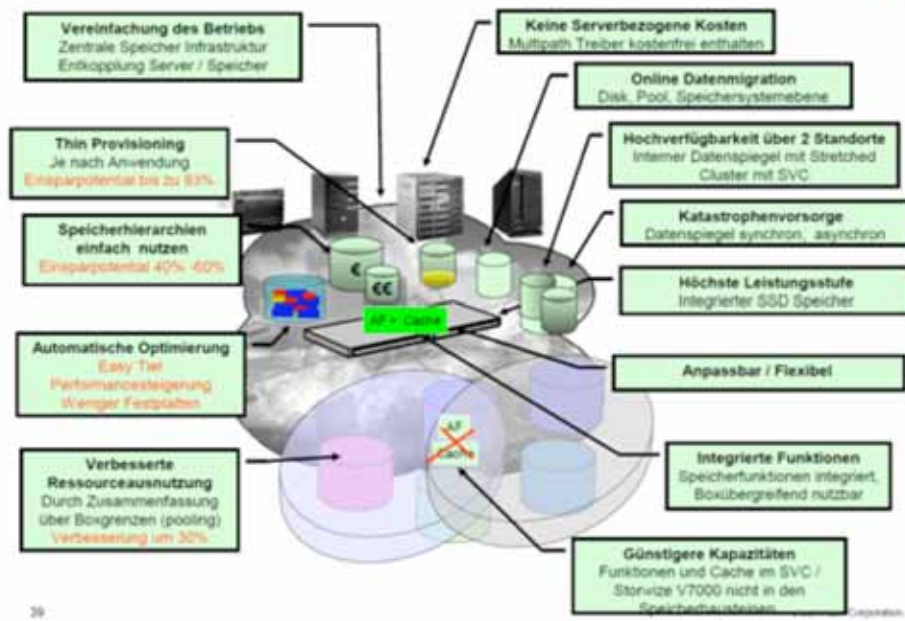 Vereinfachung des Betriebs
Zentrale Speicher Infrastruktur
Entkopplung Server / Speicher
Keine Serverbezogene Kosten
Multipath Treiber kostenfrei enthalten
Online Datenmigration
Disk, Pool, Speichersystemebene
Thin Provisioning
Je nach Anwendung
Einsparpotential bis zu 93%
Hochverfügbarkeit über 2 Standorte
Interner Datenspiegel mit Stretched
Cluster mit SVC
Speicherhierarchien
einfach nutzen
Einsparpotential 40% -60%
Katastrophenvorsorge
Datenspiegel synchron, asynchron
€
€€
Höchste Leistungsstufe
Integrierter SSD Speicher
AF + Cache
Automatische Optimierung
Easy Tier
Performancesteigerung
Weniger Festplatten
Anpassbar / Flexibel
AF
Cache
Verbesserte
Ressourceausnutzung
Durch Zusammenfassung
über Boxgrenzen (pooling)
Verbesserung um 30%
Integrierte Funktionen
Speicherfunktionen integriert,
Boxübergreifend nutzbar
Günstigere Kapazitäten
Funktionen und Cache im SVC /
Storwize V7000 nicht in den
Speicherbausteinen
39
Corporation